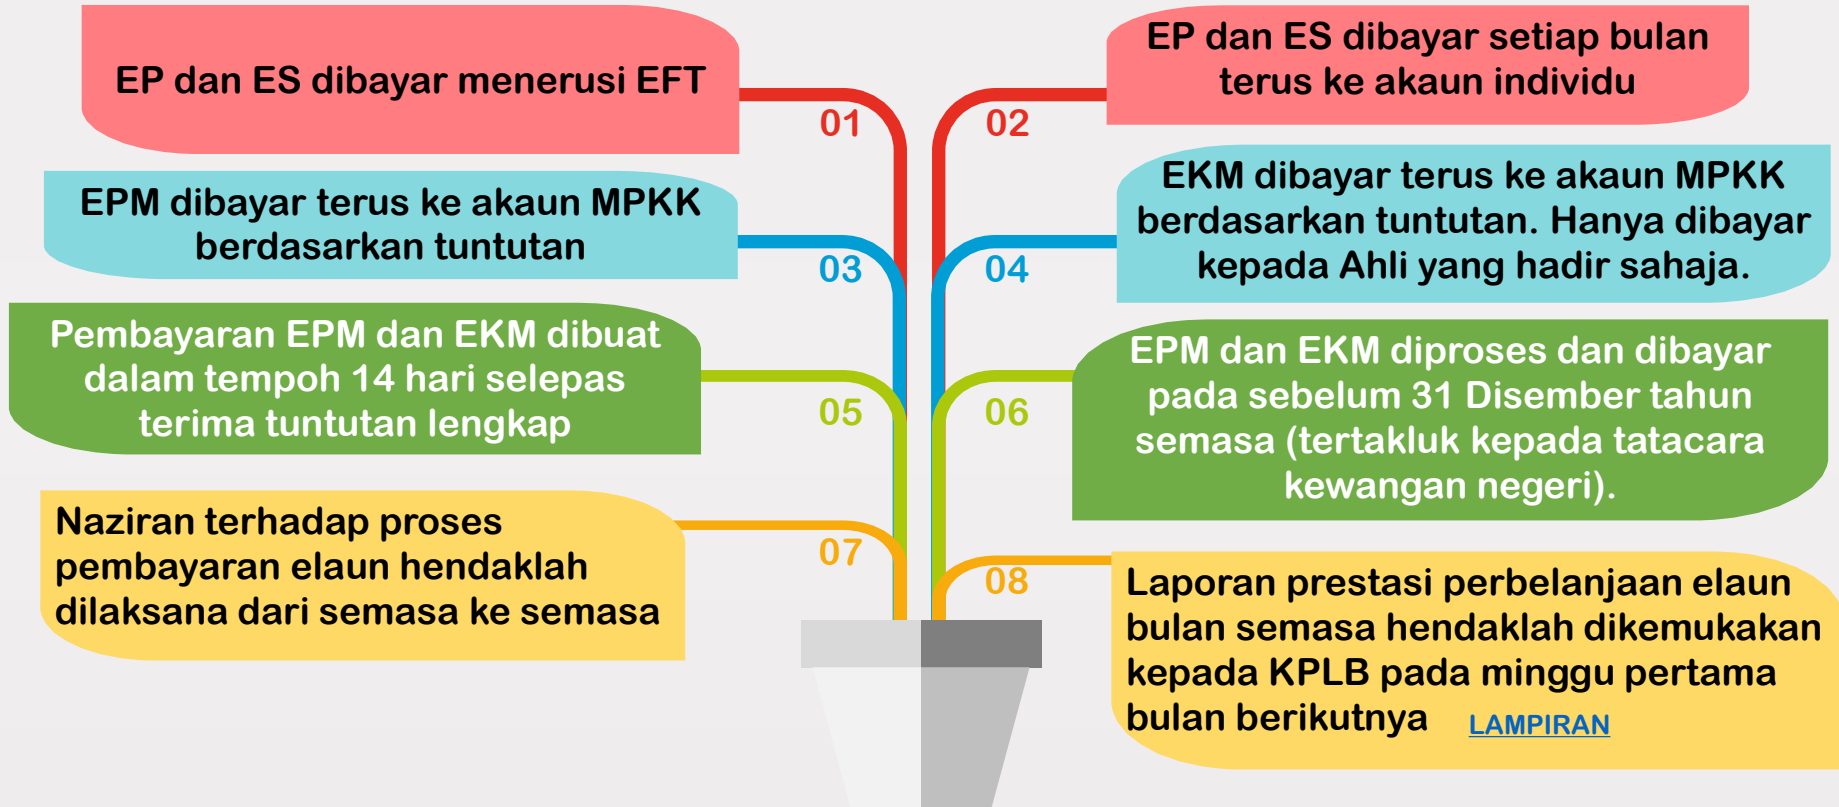 EP dan ES dibayar menerusi EFT
01
EP dan ES dibayar setiap bulan
terus ke akaun individu
02
EPM dibayar terus ke akaun MPKK
berdasarkan tuntutan
03
EKM dibayar terus ke akaun MPKK
berdasarkan tuntutan. Hanya dibayar
kepada Ahli yang hadir sahaja.
04
Pembayaran EPM dan EKM dibuat
dalam tempoh 14 hari selepas
terima tuntutan lengkap
05
EPM dan EKM diproses dan dibayar
pada sebelum 31 Disember tahun
semasa (tertakluk kepada tatacara
kewangan negeri).
06
Naziran terhadap proses
pembayaran elaun hendaklah
dilaksana dari semasa ke semasa
07
Laporan prestasi perbelanjaan elaun
bulan semasa hendaklah dikemukakan
kepada KPLB pada minggu pertama
bulan berikutnya LAMPIRAN
08